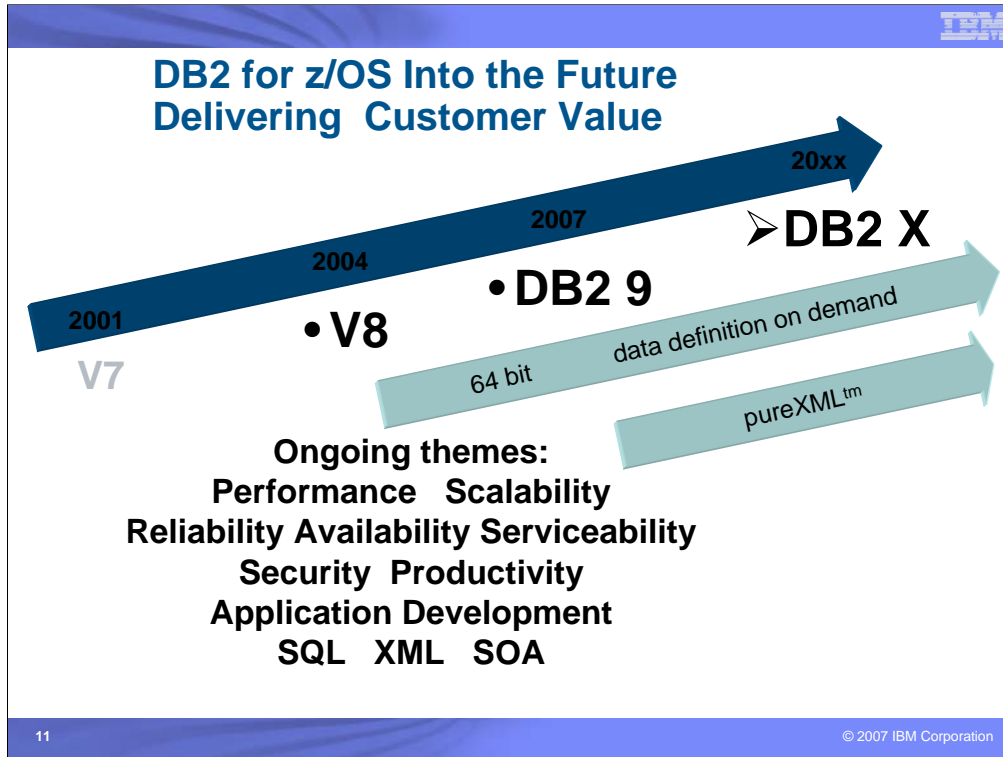 IBM
DB2 for z/OS Into the Future
Delivering Customer Value
20xx
2007
2004
2001
➢DB2 X
•DB2 9
•V8
V7
64 bit data definition on demand
pureXMLtm
Ongoing themes:
Performance Scalability
Reliability Availability Serviceability
Security Productivity
Application Development
SQL XML SOA
11
© 2007 IBM Corporation